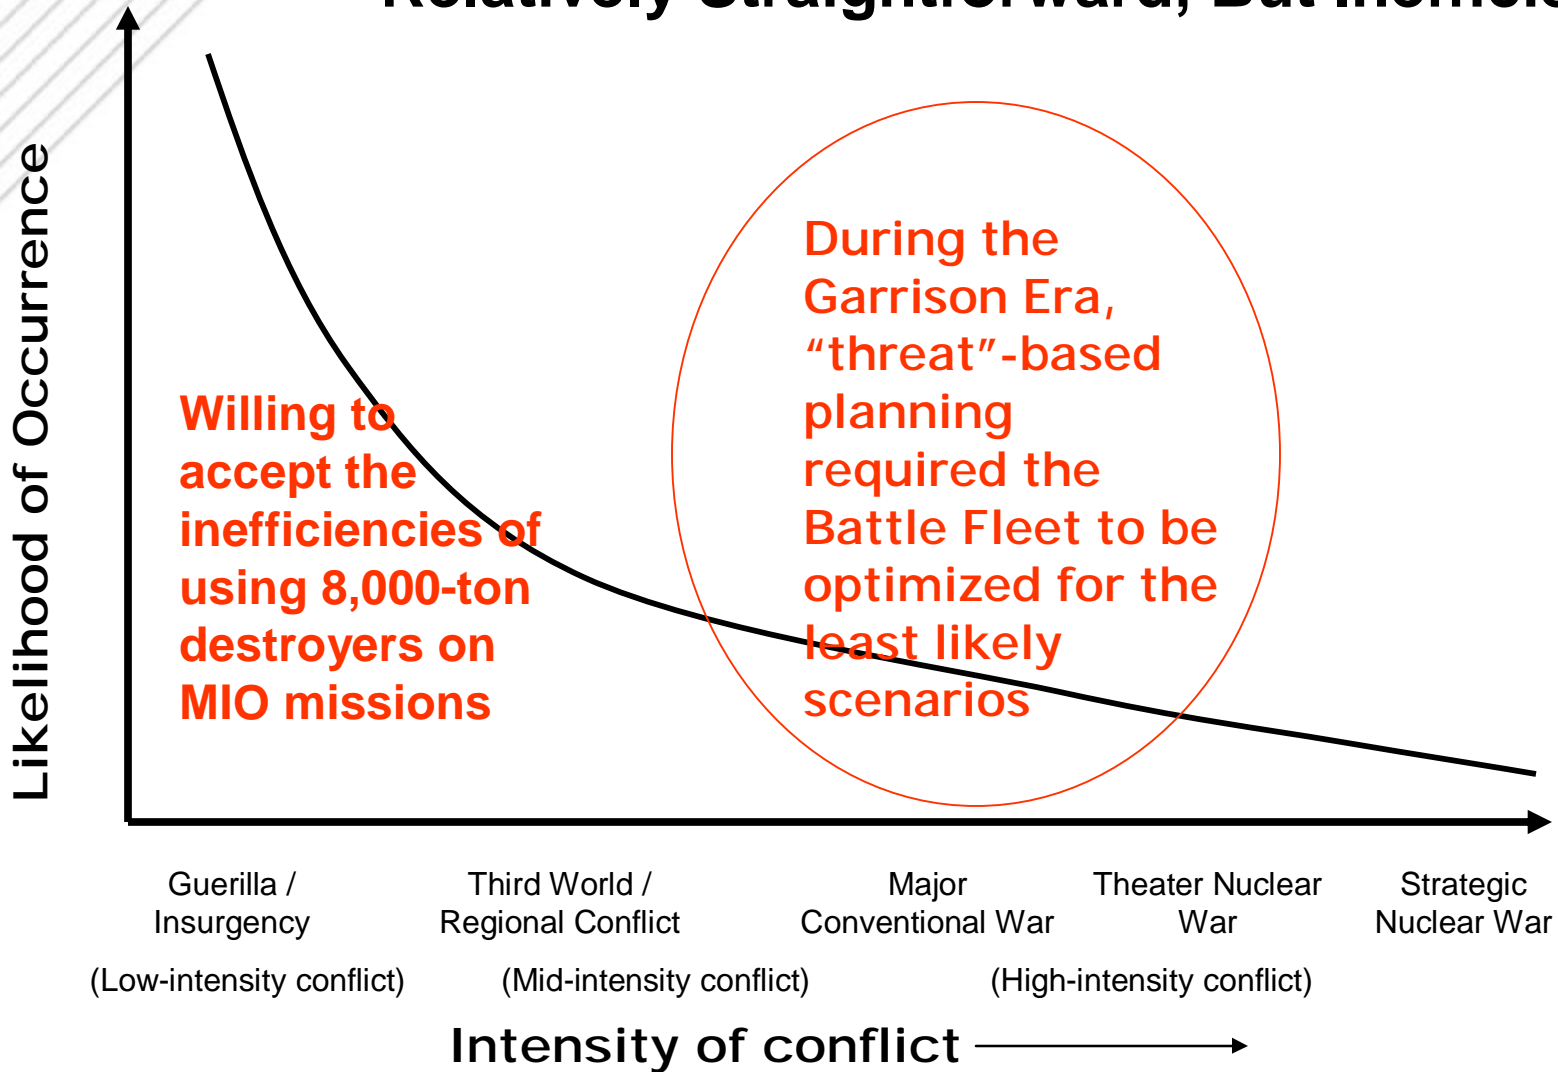 Relatively Straightforward, But
Likelihood of Occurrence
Willing to
accept the
inefficiencies of
using 8,000-ton
destroyers on
MIO missions
During the
Garrison Era,
“threat”-based
planning
required the
Battle Fleet to be
optimized for the
least likely
scenarios
Guerilla /
Insurgency
Third World /
Regional Conflict
Major
Conventional War
Theater Nuclear
War
Strategic
Nuclear War
(Low-intensity conflict)
(Mid-intensity conflict)
(High-intensity conflict)
Intensity of conflict